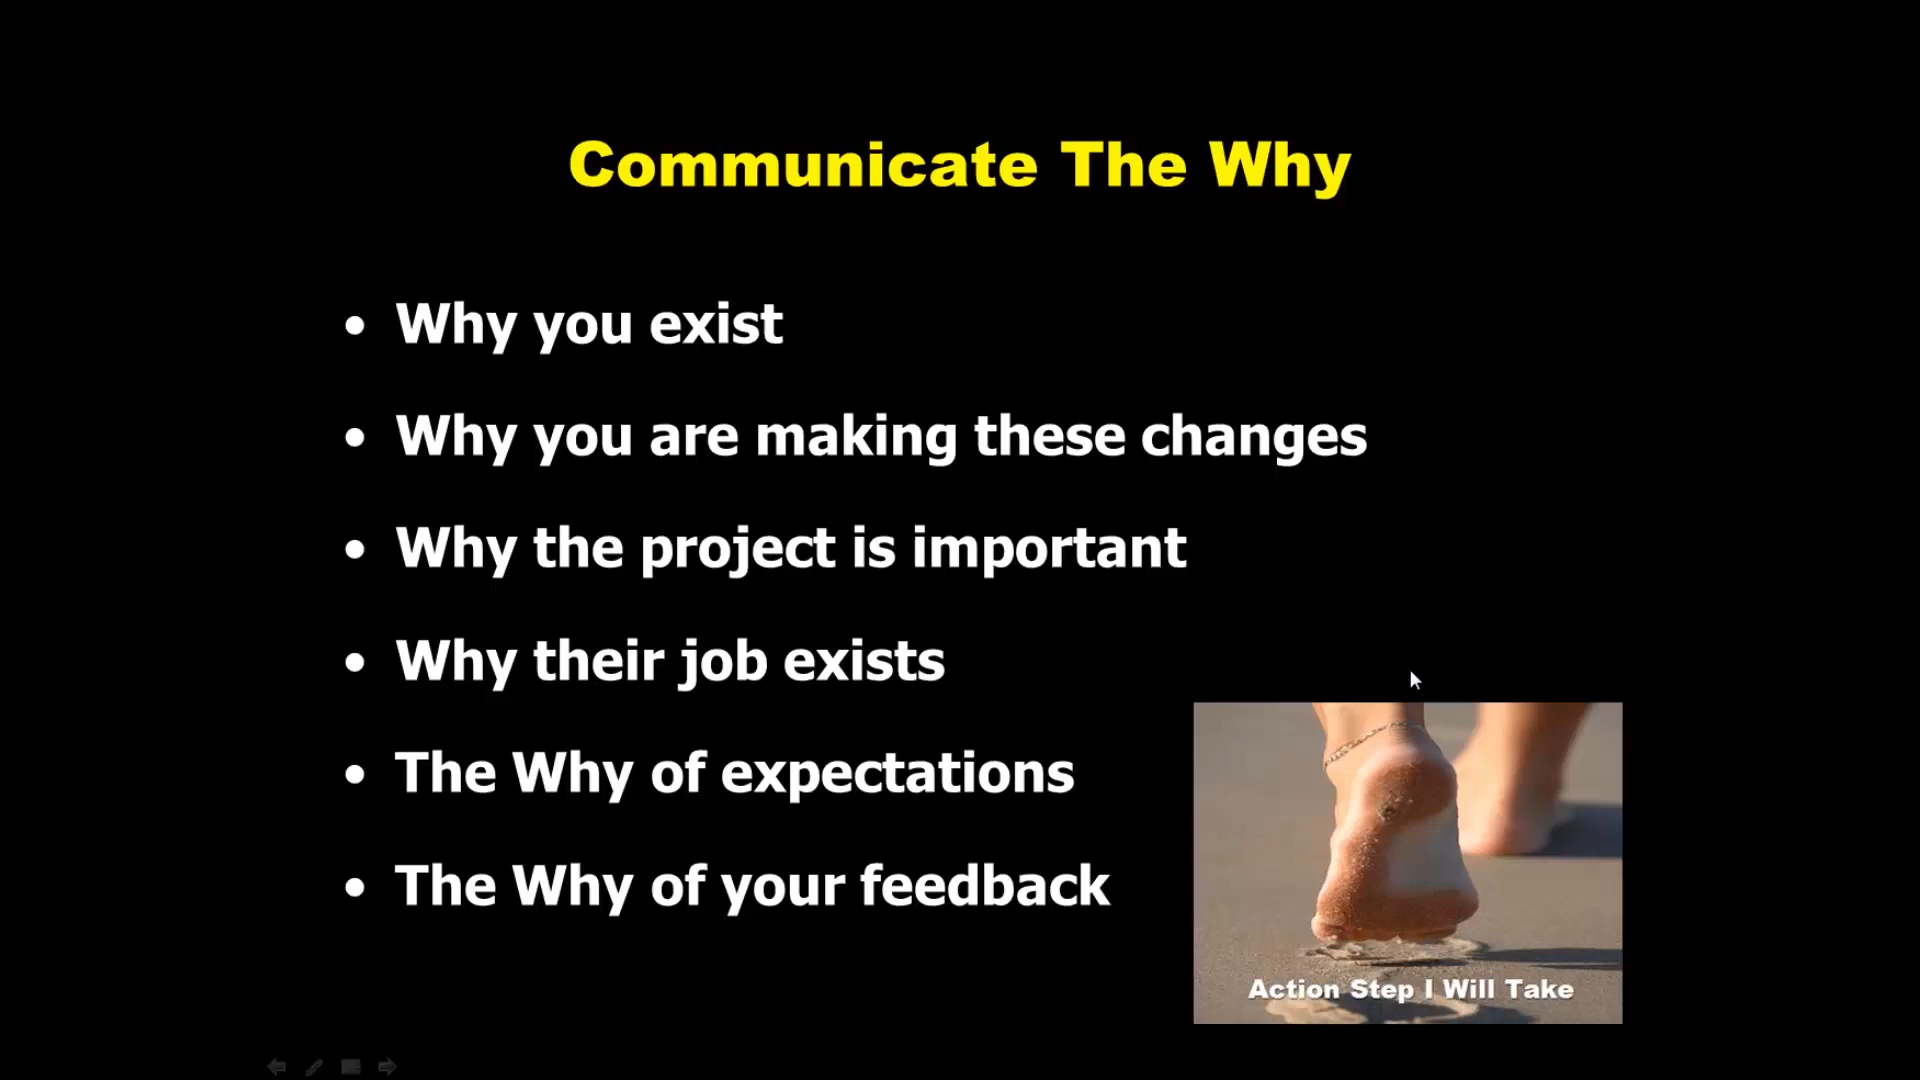 Communicate The Why
• Why you exist
• Why you are making these changes
• Why the project is important
• Why their job exists
• The Why of expectations
• The Why of your feedback
Action Step I Will Take